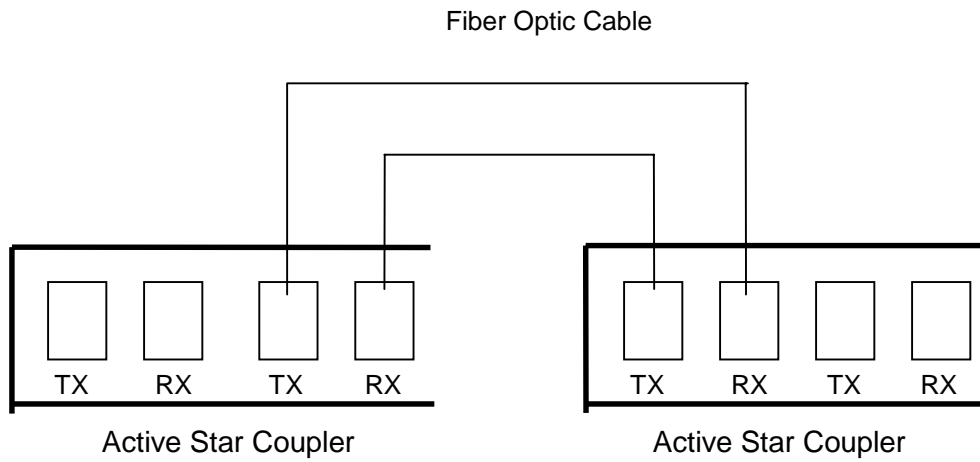 Fiber Optic Cable
TX RX TX RX TX RX TX RX
Active Star Coupler Active Star Coupler